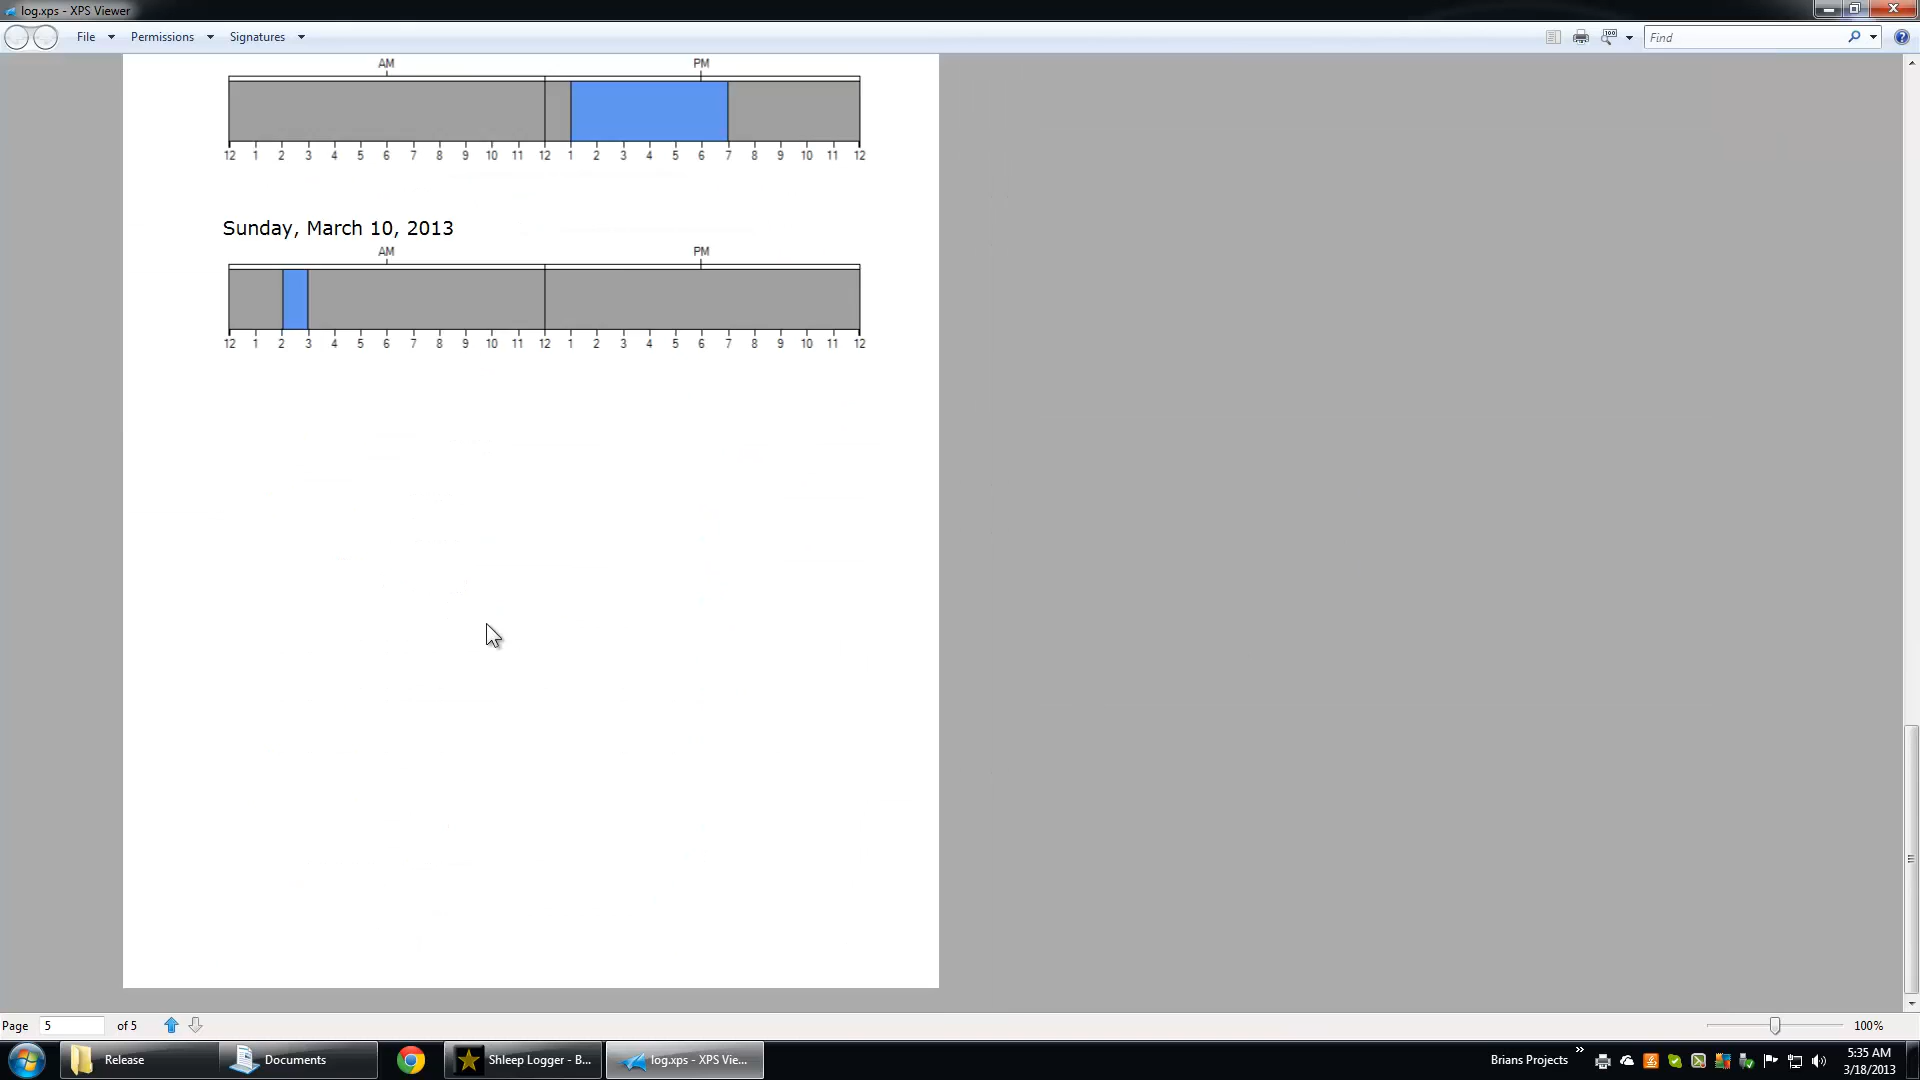 log.xps - XPS Viewer
File Permissions Signatures Find
AM PM
12 1 2 3 4 5 6 7 8 9 10 11 12 1 2 3 4 5 6 7 8 9 10 11 12
Sunday, March 10, 2013
AM PM
12 1 2 3 4 5 6 7 8 9 10 11 12 1 2 3 4 5 6 7 8 9 10 11 12
Page 5 of 5 100%
Release Documents Shleep Logger - B... log.xps - XPS Vie... Brians Projects » 5:35 AM
3/18/2013